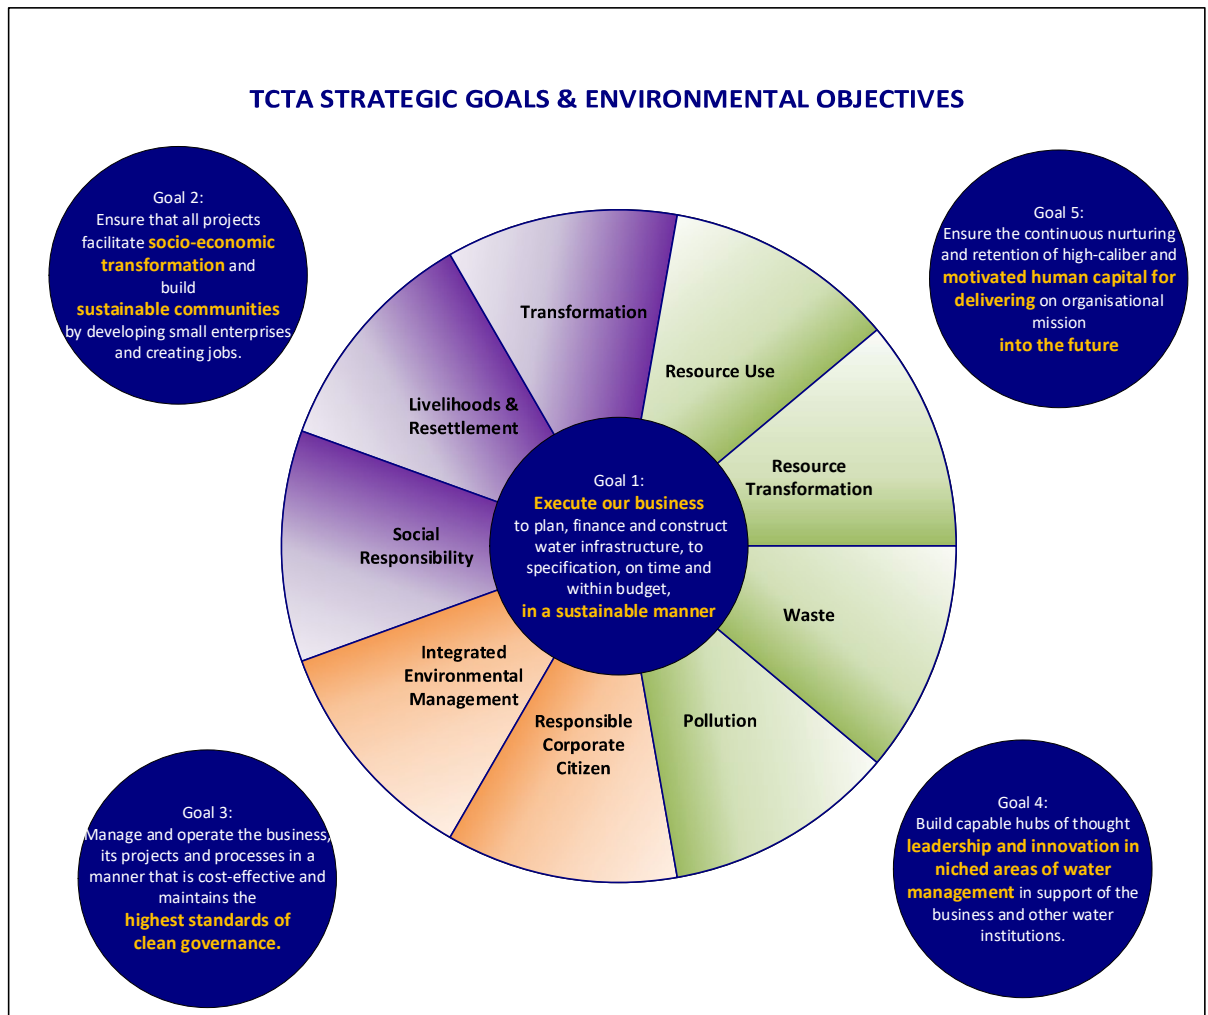 TCTA STRATEGIC GOALS & ENVIRONMENTAL OBJECTIVES
Goal 2:
Ensure that all projects
facilitate socio-economic
transformation and
build
sustainable communities
by developing small enterprises
and creating jobs.
Goal 5:
Ensure the continuous nurturing
and retention of high-caliber and
motivated human capital for
delivering on organisational
mission
into the future
Transformation
Resource Use
Livelihoods &
Resettlement
Resource
Transformation
Goal 1:
Execute our business
to plan, finance and construct
water infrastructure, to
specification, on time and
within budget,
in a sustainable manner
Social
Responsibility
Waste
Integrated
Environmental
Management
Responsible
Corporate
Citizen
Pollution
Goal 3:
Manage and operate the business,
its projects and processes in a
manner that is cost-effective and
maintains the
highest standards of
clean governance.
Goal 4:
Build capable hubs of thought
leadership and innovation in
niched areas of water
management in support of the
business and other water
institutions.